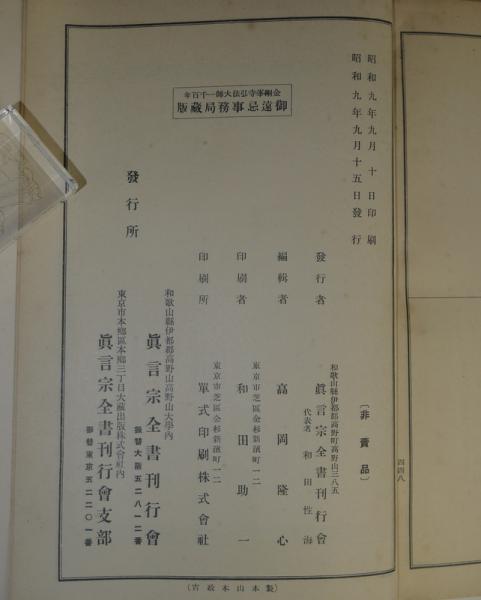 昭和九年九月十日印刷
昭和九年九月十五日發行
〔非賣品〕
金剛峯寺弘法大師一千百年
御遠忌事務局藏版
發行者
和歌山縣伊都郡高野町高野山三八五
眞言宗全書刊行會
代表者 和田性海
編輯者 高岡隆心
印刷者
東京市芝區金杉新濱町一二
和田助一
印刷所
東京市芝區金杉新濱町一二
單式印刷株式會社
發行所
和歌山縣伊都郡高野山高野山大學內
眞言宗全書刊行會
振替大阪五二八一二番
東京市本鄕區本鄕三丁目大藏出版株式會社內
眞言宗全書刊行會支部
振替東京五二二〇一番
四四八
（製本山本政吉）